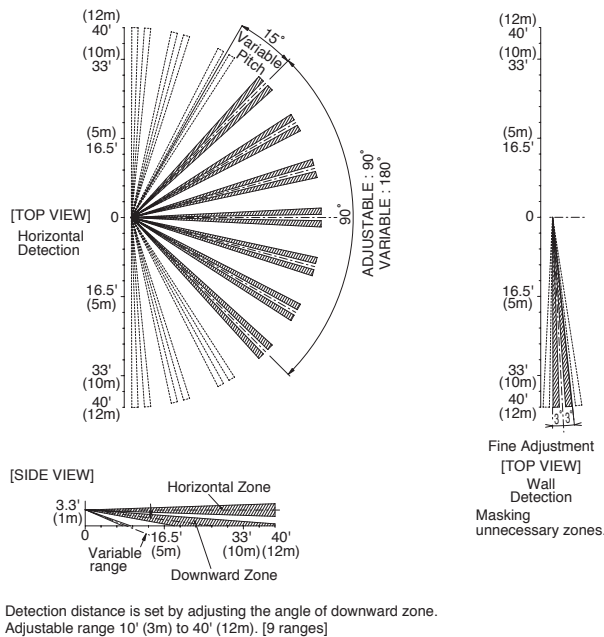 (12m)
40'
(10m)
33'
(5m)
16.5'
[TOP VIEW]
Horizontal
Detection
0
16.5'
(5m)
33'
(10m)
40'
(12m)
15°
Variable
Pitch
90°
ADJUSTABLE : 90°
VARIABLE : 180°
(12m)
40'
(10m)
33'
(5m)
16.5'
0
16.5'
(5m)
33'
(10m)
40'
(12m)
3° 3°
Fine Adjustment
[TOP VIEW]
Wall
Detection
Masking
unnecessary zones.
[SIDE VIEW]
Horizontal Zone
3.3'
(1m)
0
16.5'
(5m)
33'
(10m)
40'
(12m)
Variable
range
Downward Zone
Detection distance is set by adjusting the angle of downward zone.
Adjustable range 10' (3m) to 40' (12m). [9 ranges]